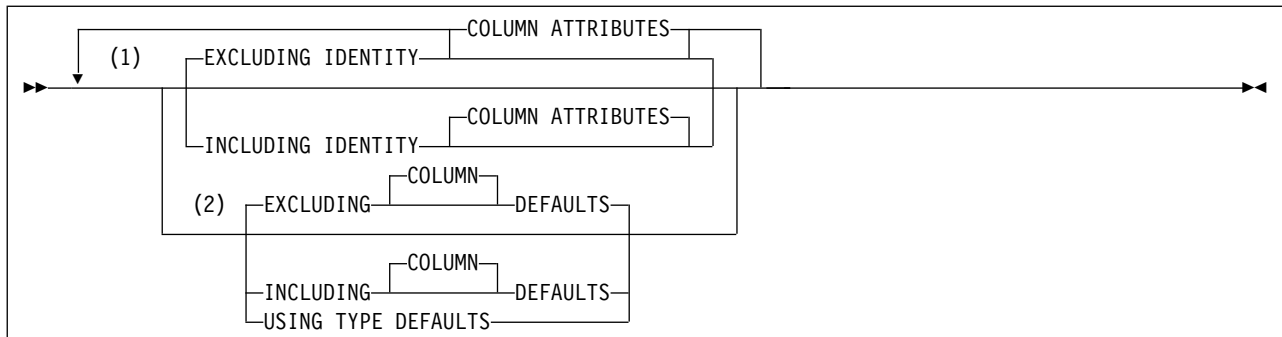 COLUMN ATTRIBUTES
(1) EXCLUDING IDENTITY
COLUMN ATTRIBUTES
INCLUDING IDENTITY
COLUMN
(2) EXCLUDING DEFAULTS
COLUMN
INCLUDING DEFAULTS
USING TYPE DEFAULTS